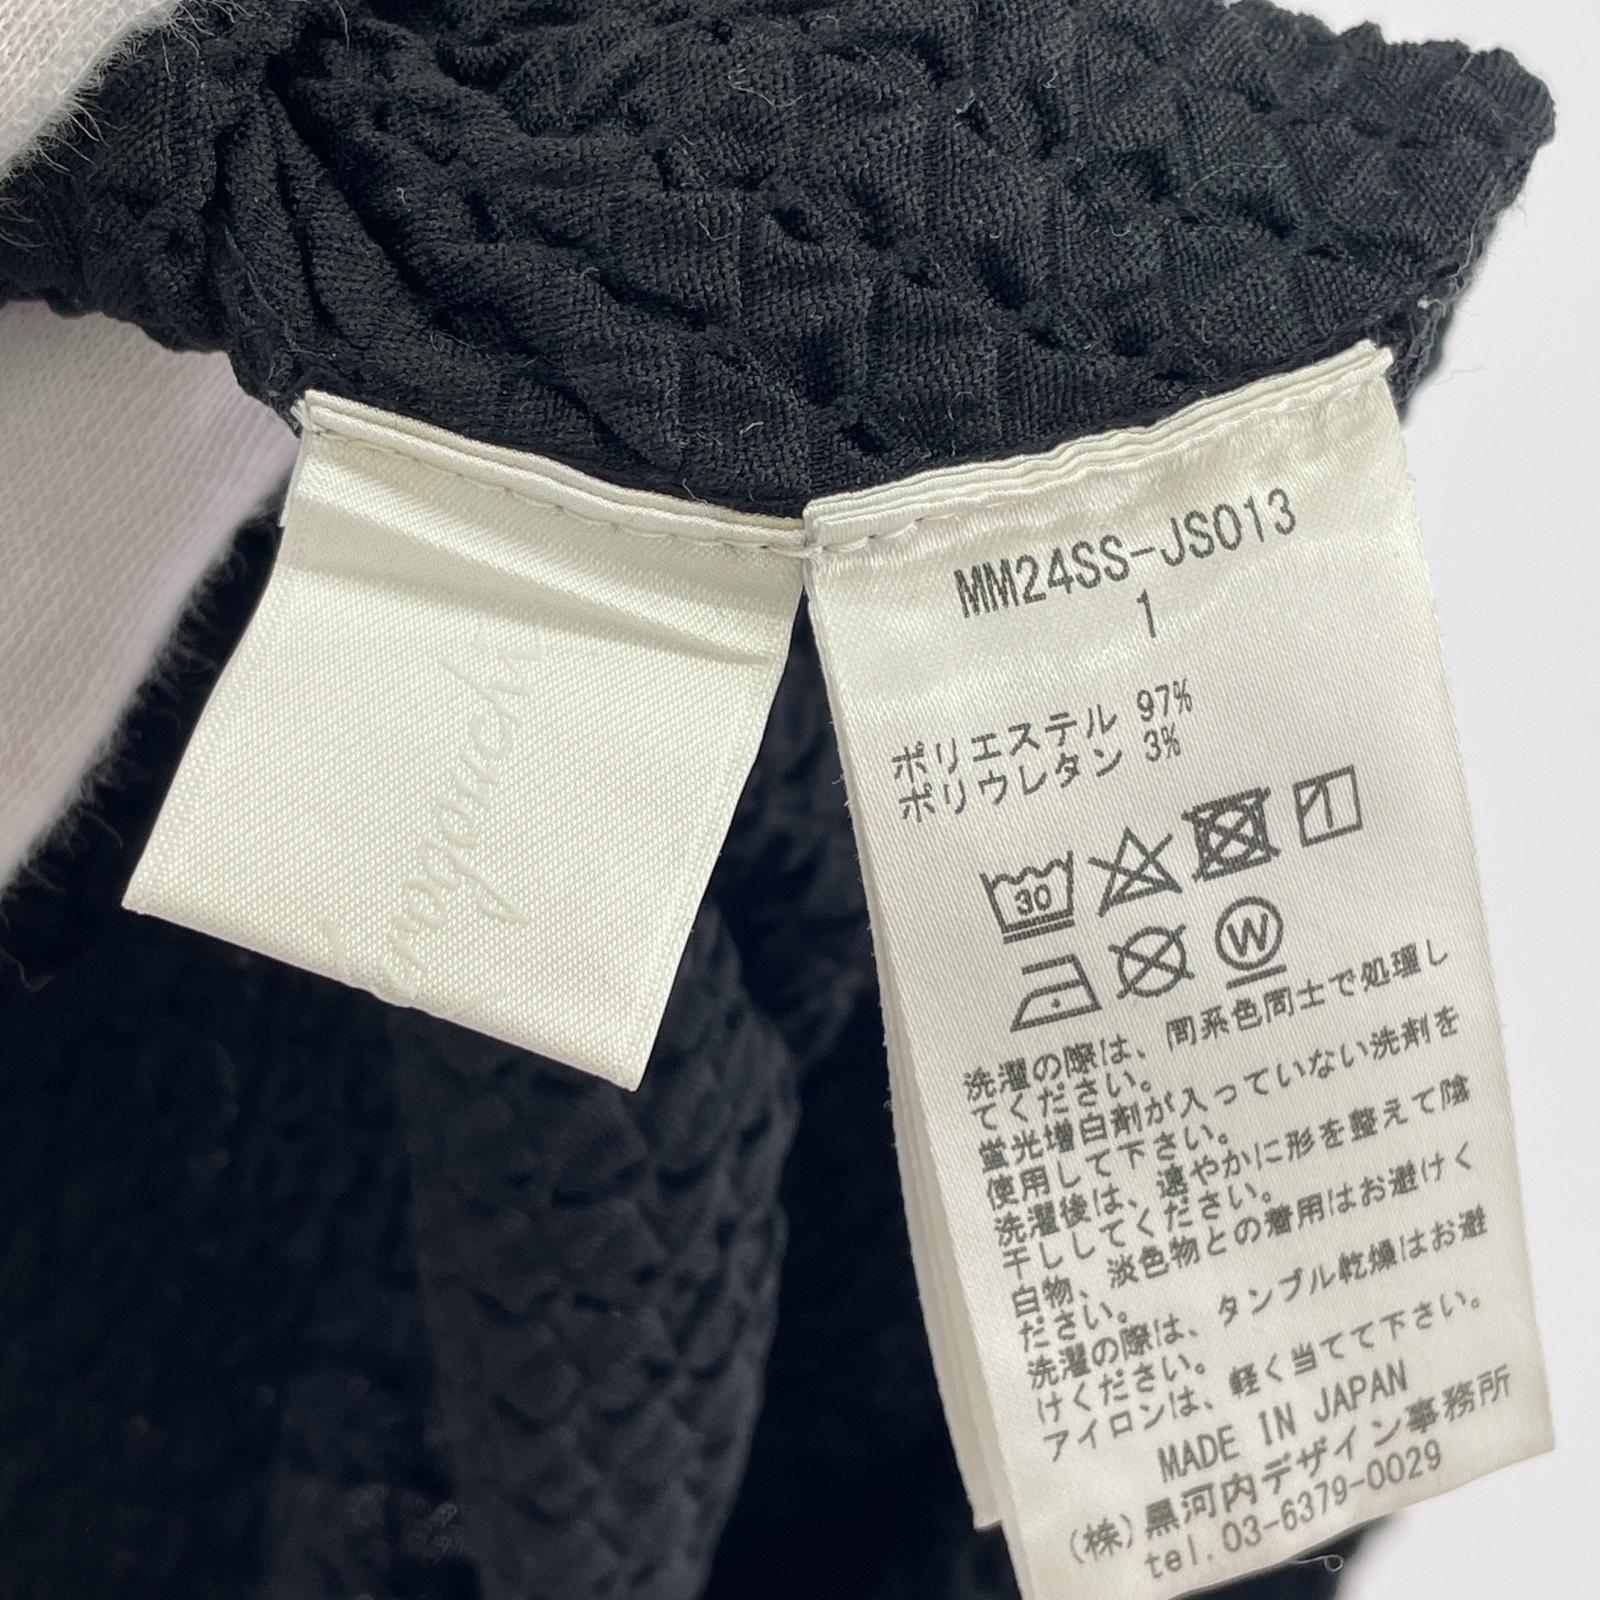 MM24SS-JS013
1
ポリエステル 97%
ポリウレタン 3%
30
W
洗濯の際は、同系色同士で処理し
てください。
蛍光増白剤が入っていない洗剤を
使用して下さい。
洗濯後は、速やかに形を整えて陰
干ししてください。
白物、淡色物との着用はお避けく
ださい。
洗濯の際は、タンブル乾燥はお避
けください。
アイロンは、軽く当てて下さい。
MADE IN JAPAN
(株)黒河内デザイン事務所
tel.03-6379-0029